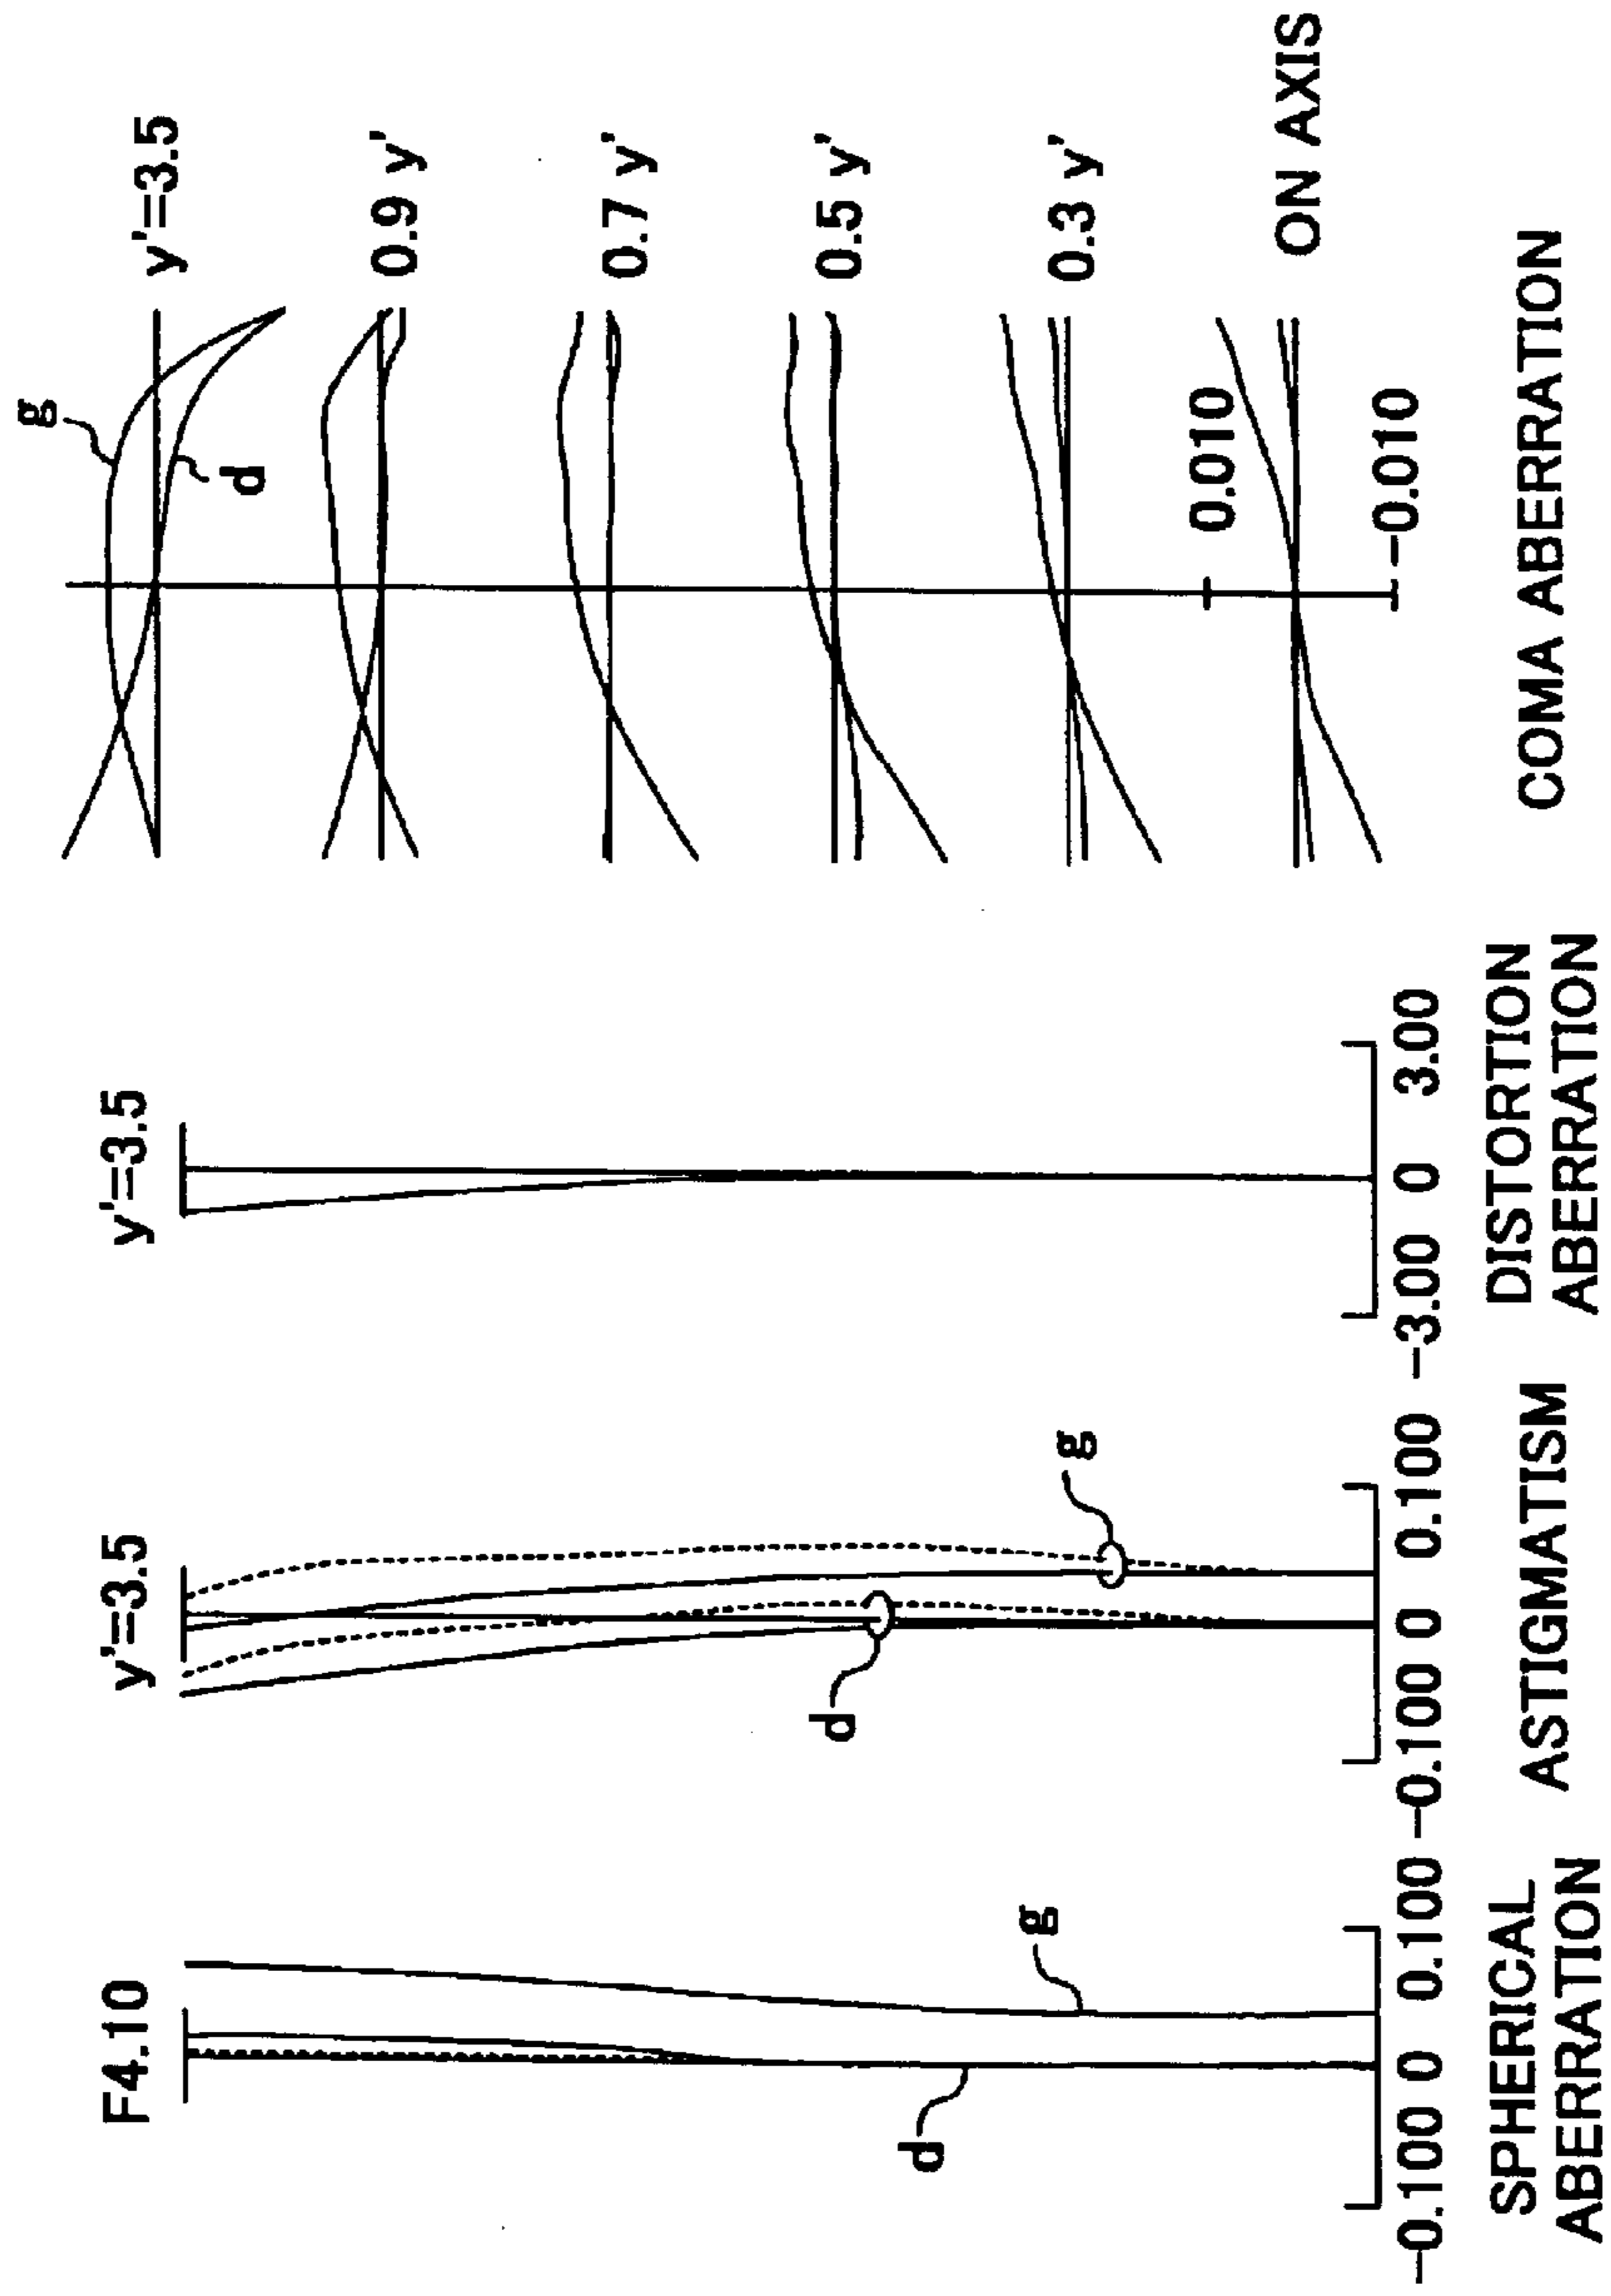 F4.10
g
d
−0.100 0 0.100
SPHERICAL
ABERRATION
y'=3.5
g
d
−0.100 0 0.100
ASTIGMATISM
y'=3.5
−3.00 0 3.00
DISTORTION
ABERRATION
g
d
y'=3.5
0.9 y'
0.7 y'
0.5 y'
0.3 y'
0.010
ON AXIS
−0.010
COMA ABERRATION